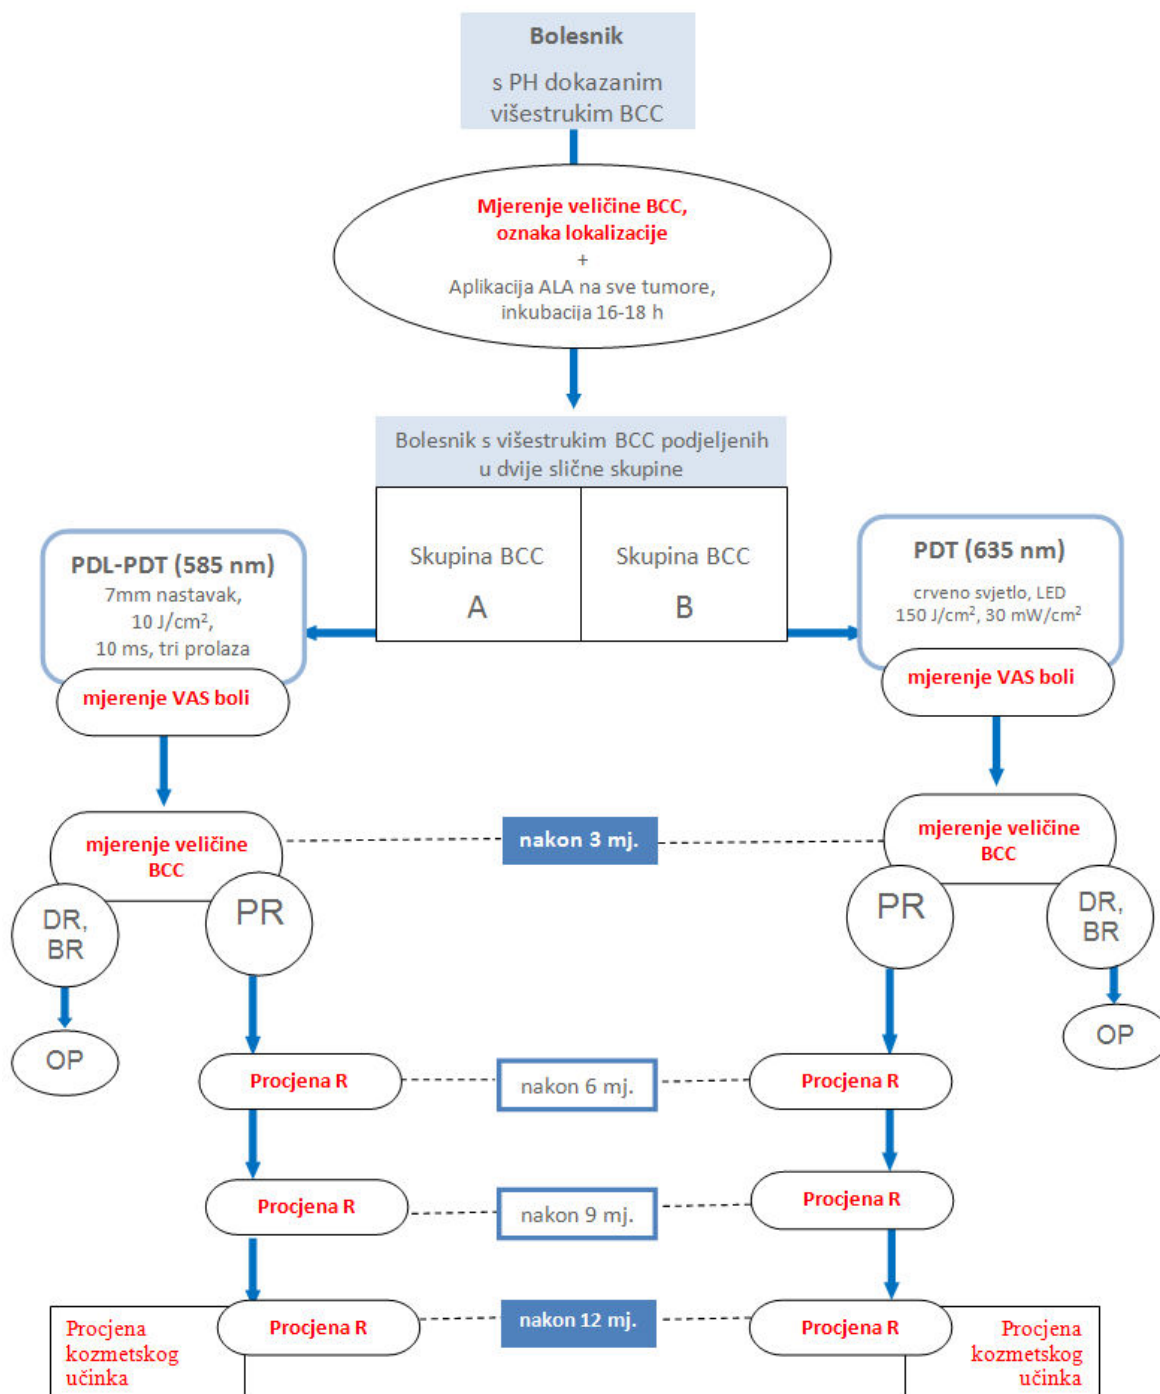 Bolesnik
s PH dokazanim
višestrukim BCC
Mjerenje veličine BCC,
oznaka lokalizacije
+
Aplikacija ALA na sve tumore,
inkubacija 16-18 h
Bolesnik s višestrukim BCC podjeljenih
u dvije slične skupine
Skupina BCC
A
Skupina BCC
B
PDL-PDT (585 nm)
7mm nastavak,
10 J/cm²,
10 ms, tri prolaza
mjerenje VAS boli
PDT (635 nm)
crveno svjetlo, LED
150 J/cm², 30 mW/cm²
mjerenje VAS boli
mjerenje veličine
BCC
nakon 3 mj.
mjerenje veličine
BCC
DR,
BR
PR
PR
DR,
BR
OP
OP
Procjena R
nakon 6 mj.
Procjena R
Procjena R
nakon 9 mj.
Procjena R
Procjena R
nakon 12 mj.
Procjena R
Procjena
kozmetskog
učinka
Procjena
kozmetskog
učinka